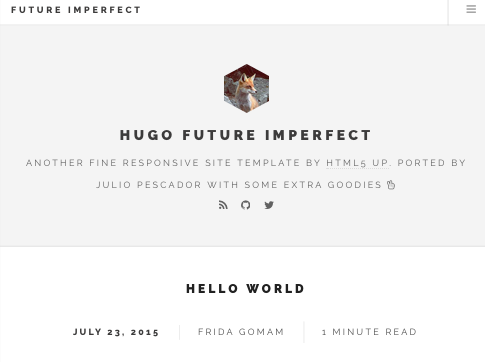 FUTURE IMPERFECT
HUGO FUTURE IMPERFECT
ANOTHER FINE RESPONSIVE SITE TEMPLATE BY HTML5 UP. PORTED BY
JULIO PESCADOR WITH SOME EXTRA GOODIES
HELLO WORLD
JULY 23, 2015 FRIDA GOMAM 1 MINUTE READ